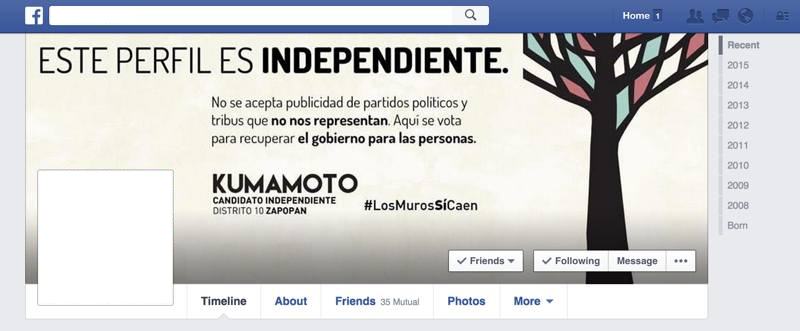 f
Home 1
ESTE PERFIL ES INDEPENDIENTE.
No se acepta publicidad de partidos políticos y
tribus que no nos representan. Aquí se vota
para recuperar el gobierno para las personas.
KUMAMOTO
CANDIDATO INDEPENDIENTE
DISTRITO 10 ZAPOPAN
#LosMurosSíCaen
Friends
Following
Message
Timeline
About
Friends 35 Mutual
Photos
More
Recent
2015
2014
2013
2012
2011
2010
2009
2008
Born